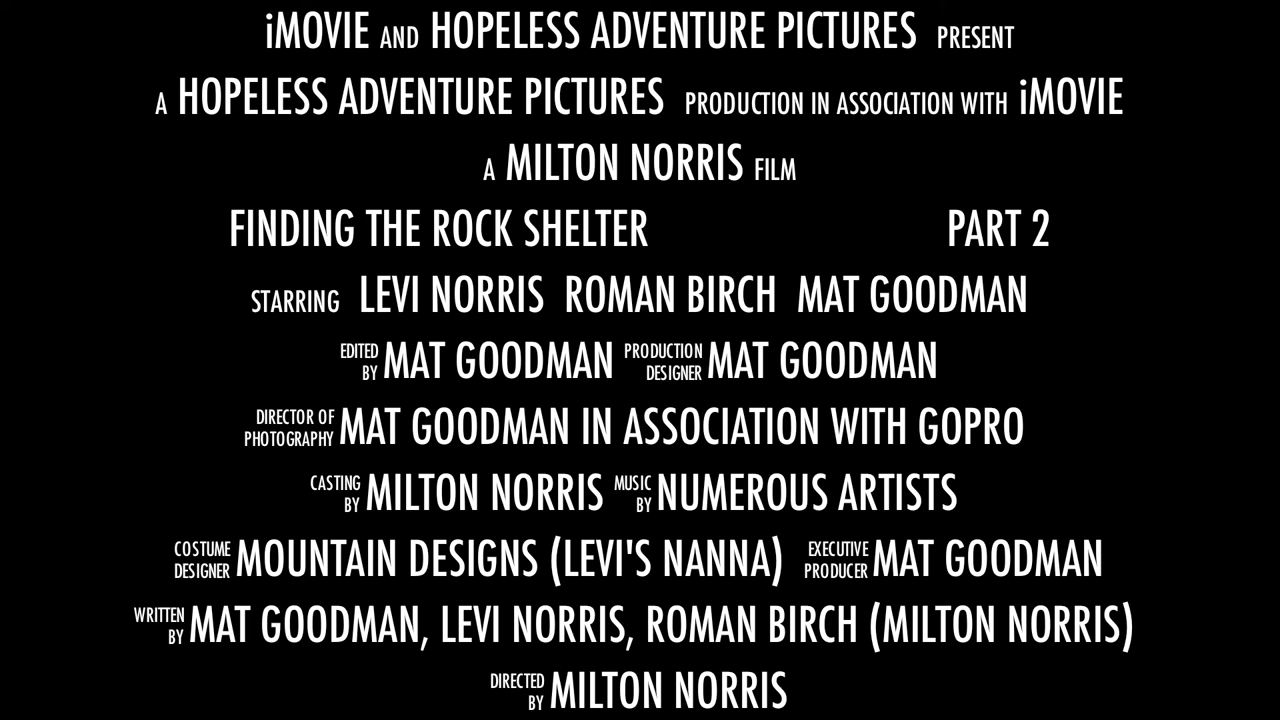 iMOVIE AND HOPELESS ADVENTURE PICTURES PRESENT
A HOPELESS ADVENTURE PICTURES PRODUCTION IN ASSOCIATION WITH iMOVIE
A MILTON NORRIS FILM
FINDING THE ROCK SHELTER PART 2
STARRING LEVI NORRIS ROMAN BIRCH MAT GOODMAN
EDITED BY MAT GOODMAN PRODUCTION DESIGNER MAT GOODMAN
DIRECTOR OF PHOTOGRAPHY MAT GOODMAN IN ASSOCIATION WITH GOPRO
CASTING BY MILTON NORRIS MUSIC BY NUMEROUS ARTISTS
COSTUME DESIGNER MOUNTAIN DESIGNS (LEVI'S NANNA) EXECUTIVE PRODUCER MAT GOODMAN
WRITTEN BY MAT GOODMAN, LEVI NORRIS, ROMAN BIRCH (MILTON NORRIS)
DIRECTED BY MILTON NORRIS